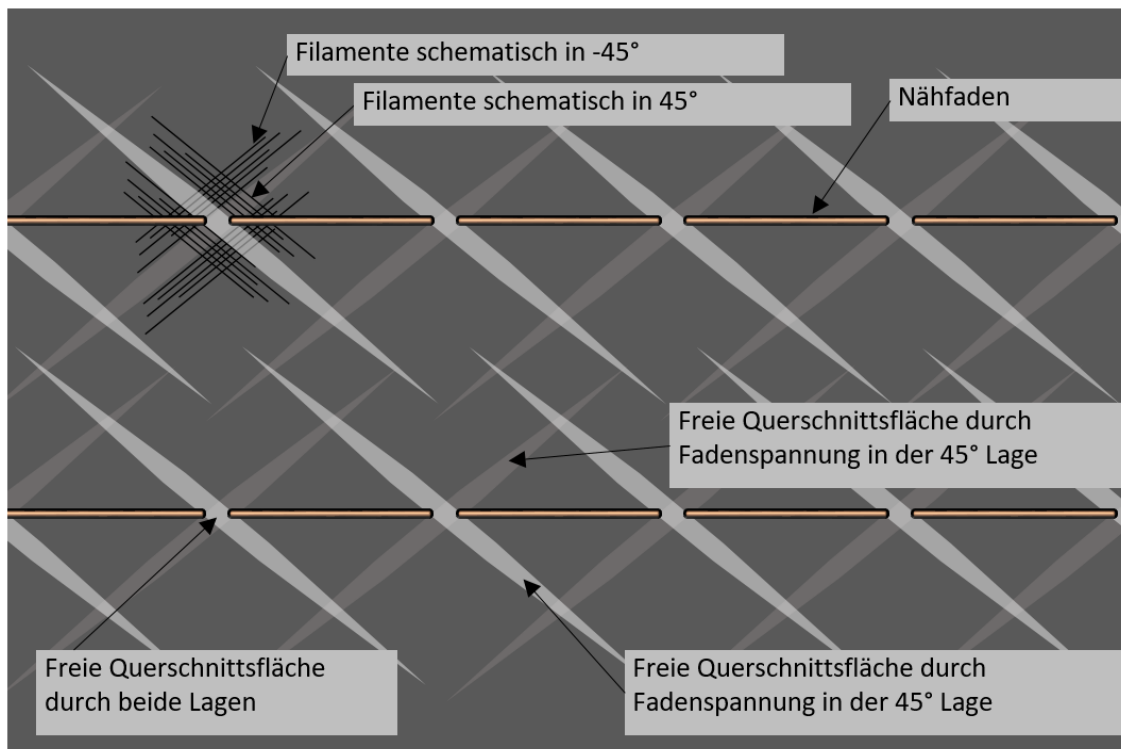 Filamente schematisch in -45°
Filamente schematisch in 45°
Nähfaden
Freie Querschnittsfläche durch
Fadenspannung in der 45° Lage
Freie Querschnittsfläche
durch beide Lagen
Freie Querschnittsfläche durch
Fadenspannung in der 45° Lage